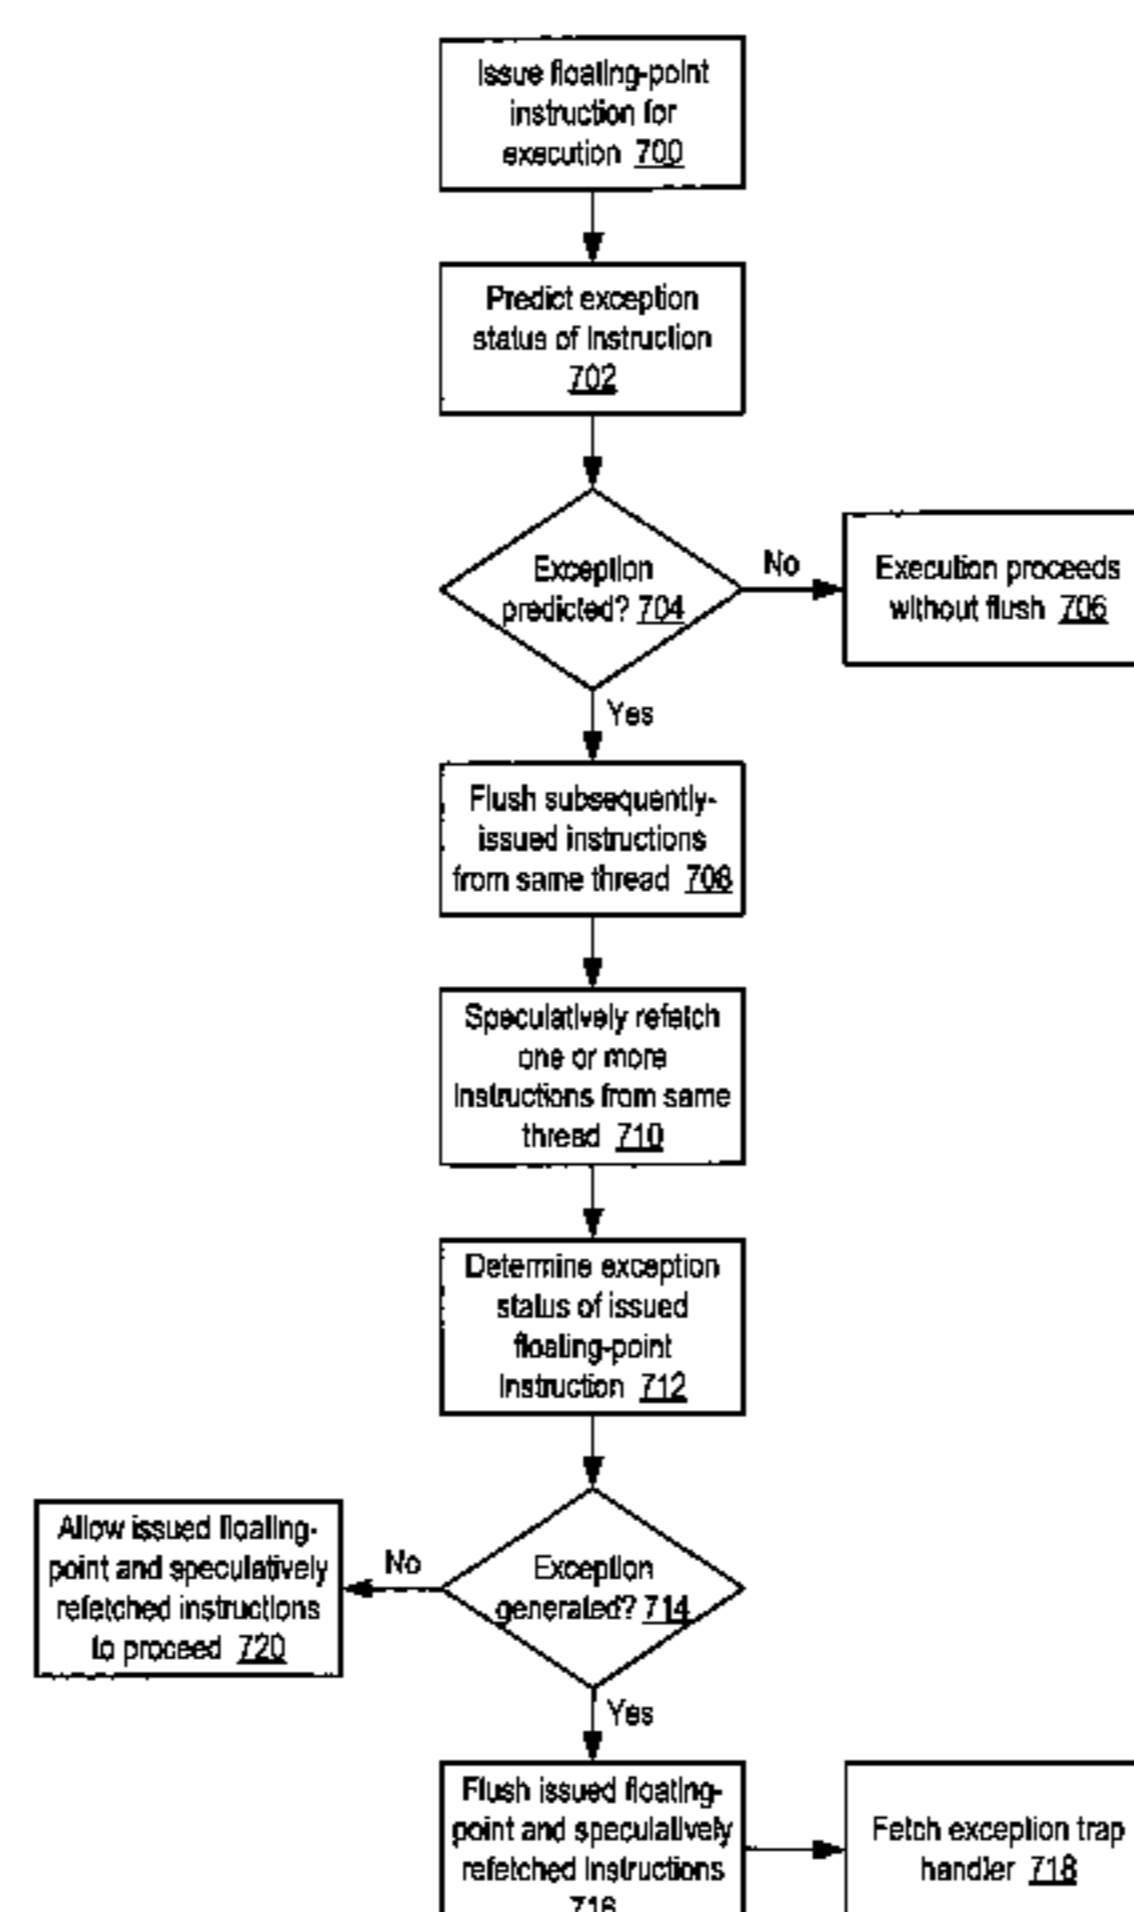 Issue floating-point
instruction for
execution 700
Predict exception
status of Instruction
702
Exception
predicted? 704
No
Execution proceeds
without flush 706
Yes
Flush subsequently-
issued instructions
from same thread 708
Speculatively refetch
one or more
Instructions from same
thread 710
Determine exception
status of issued
floating-point
Instruction 712
Exception
generated? 714
No
Allow issued floating-
point and speculatively
refetched instructions
to proceed 720
Yes
Flush issued floating-
point and speculatively
refetched Instructions
716
Fetch exception trap
handler 718